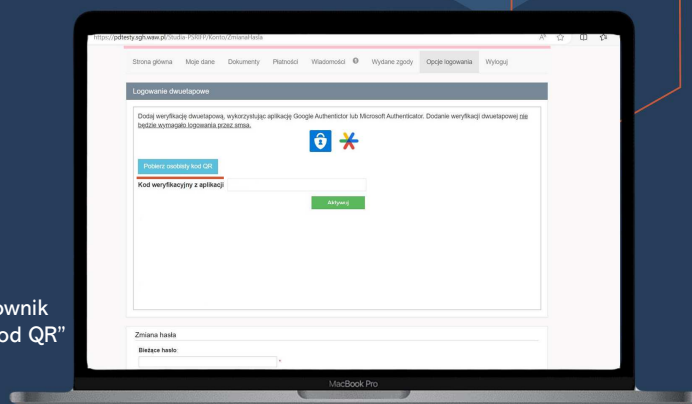 https://pdtesty.sgh.waw.pl/Studia-PSRIFP/Konto/ZmianaHasla
Strona główna Moje dane Dokumenty Płatności Wiadomości 0 Wydane zgody Opcje logowania Wyloguj
Logowanie dwuetapowe
Dodaj weryfikację dwuetapową, wykorzystując aplikację Google Authentictor lub Microsoft Authenticator. Dodanie weryfikacji dwuetapowej nie
będzie wymagało logowania przez smsa.
Pobierz osobisty kod QR
Kod weryfikacyjny z aplikacji
Aktywuj
ownik
od QR”
Zmiana hasła
Bieżące hasło:
MacBook Pro